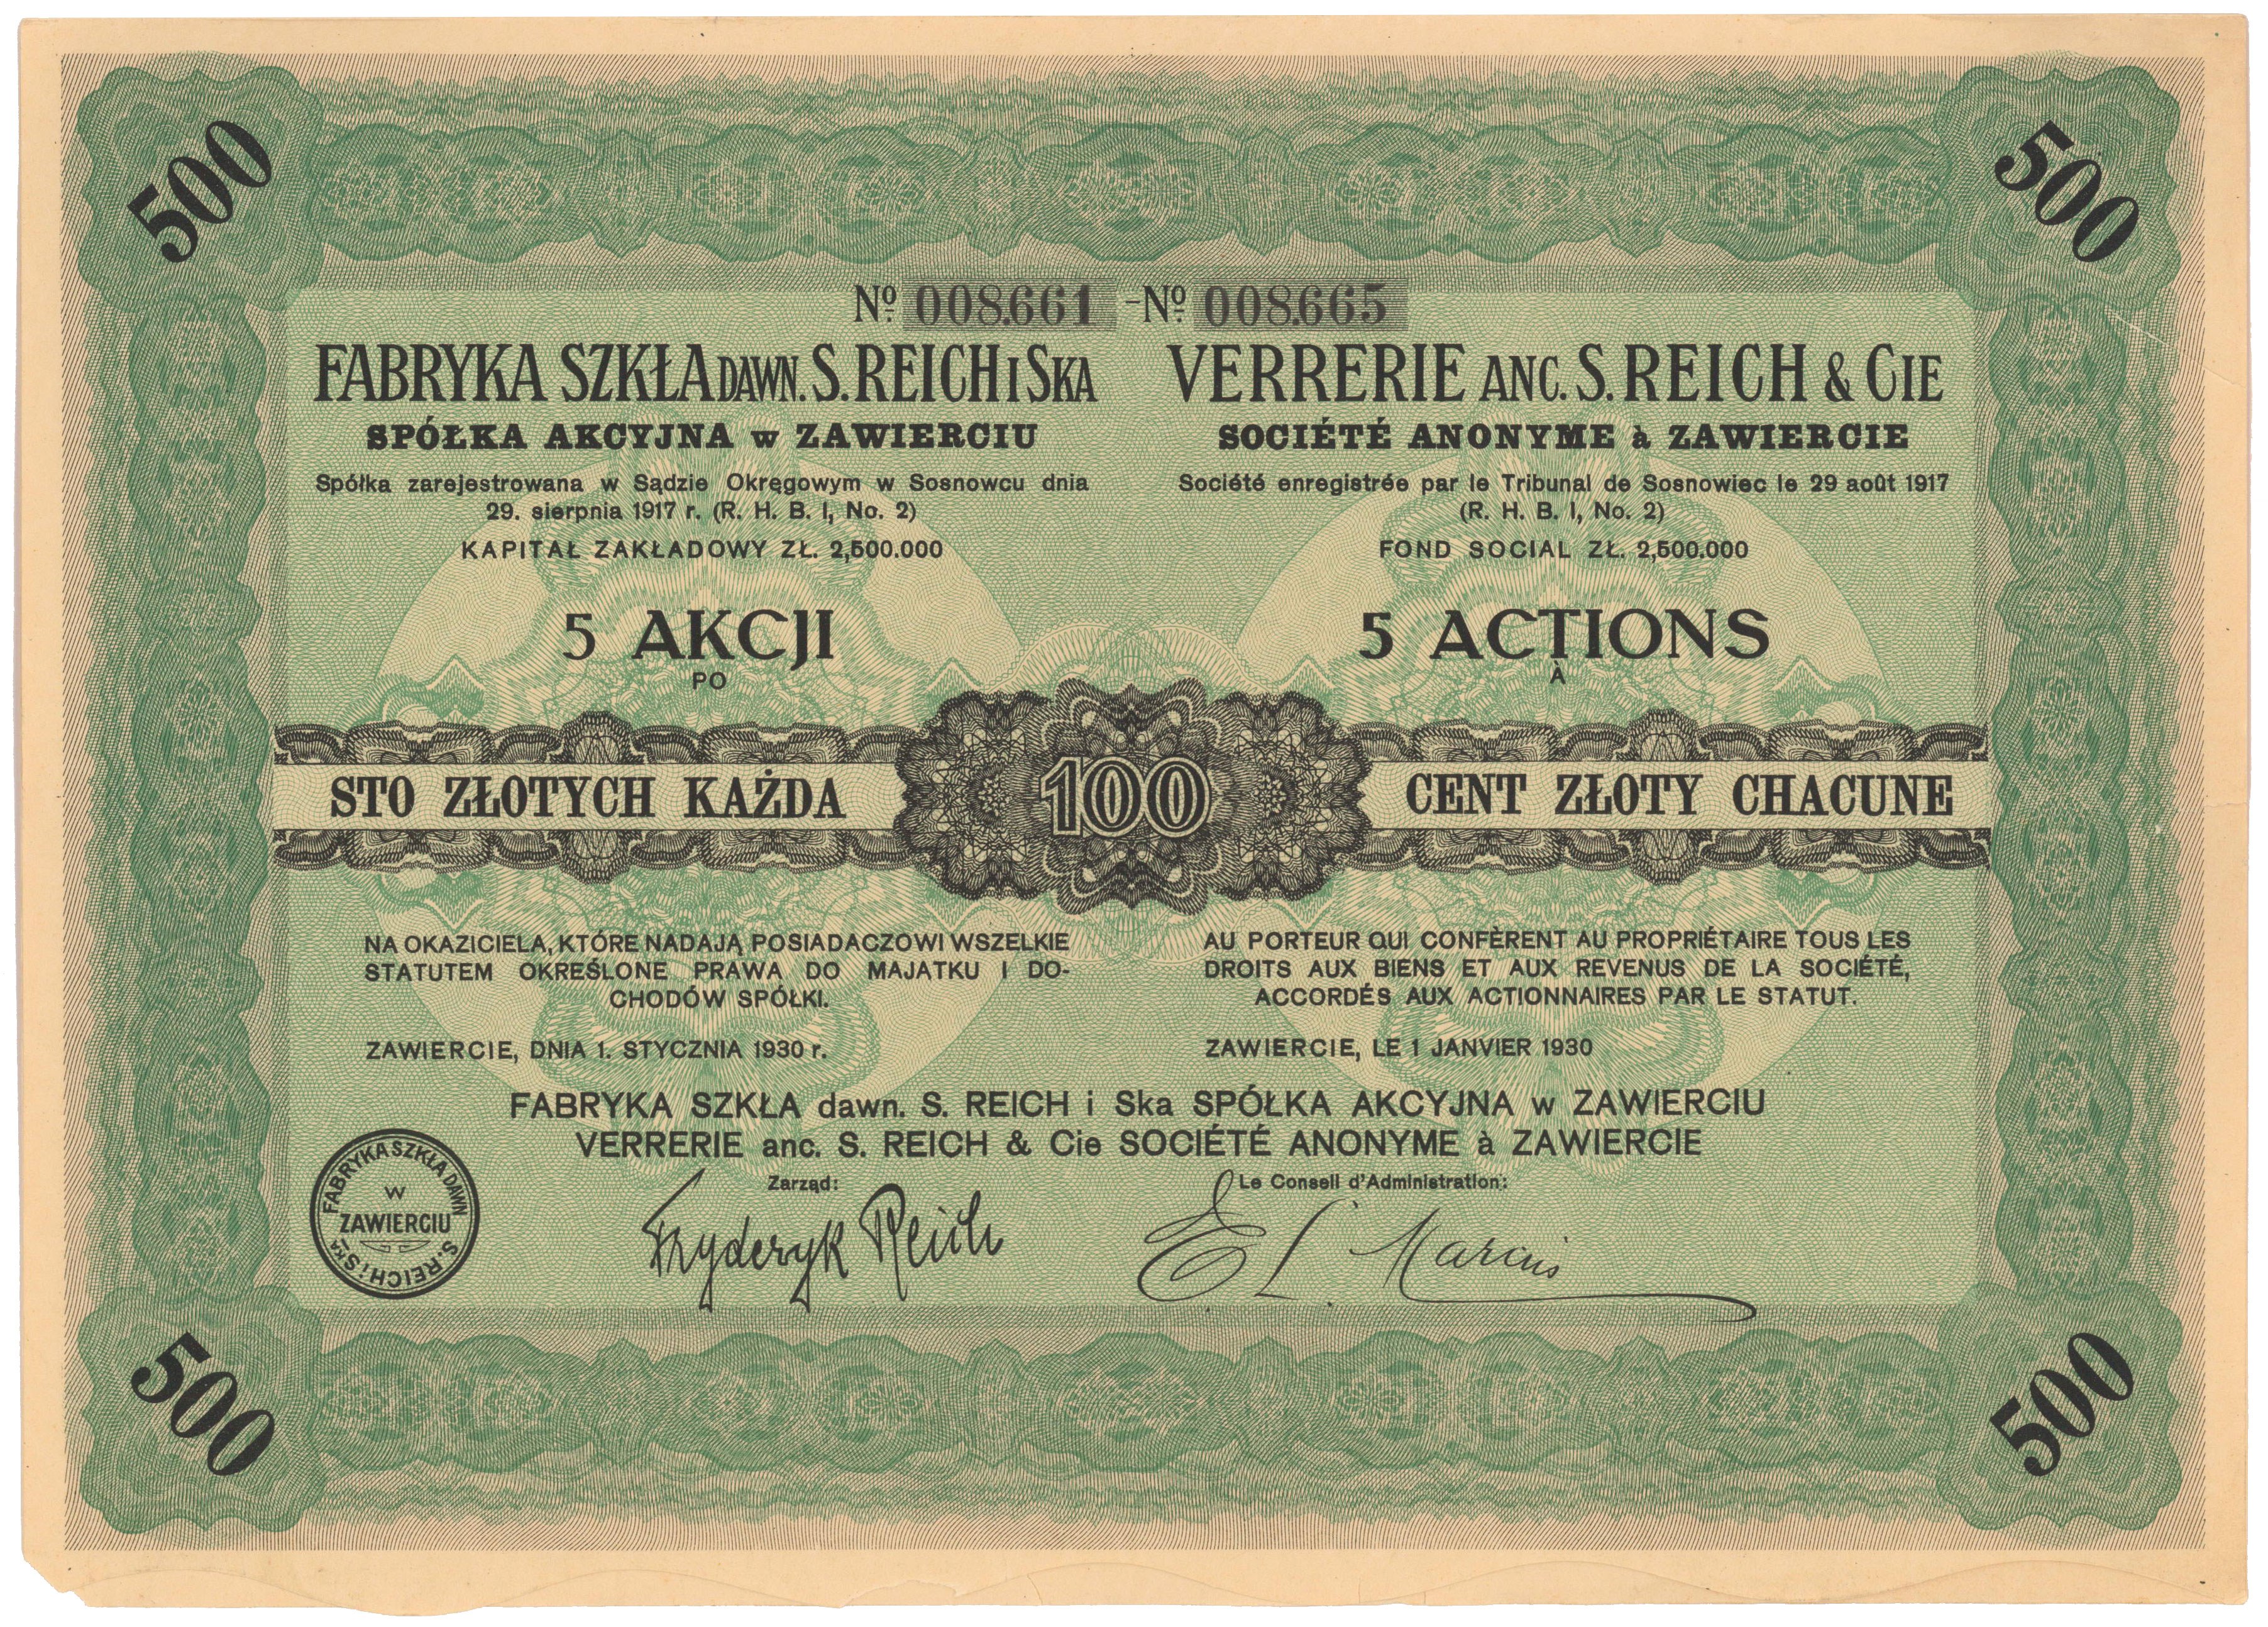 500
500
Nº 008.661 -Nº 008.665
FABRYKA SZKŁA DAWN. S. REICH I SKA
SPÓŁKA AKCYJNA w ZAWIERCIU
Spółka zarejestrowana w Sądzie Okręgowym w Sosnowcu dnia
29. sierpnia 1917 r. (R. H. B. I, No. 2)
KAPITAŁ ZAKŁADOWY ZŁ. 2,500.000
5 AKCJI
PO
STO ZŁOTYCH KAŻDA
VERRERIE ANC. S. REICH & CIE
SOCIÉTÉ ANONYME à ZAWIERCIE
Société enregistrée par le Tribunal de Sosnowiec le 29 août 1917
(R. H. B. I, No. 2)
FOND SOCIAL ZŁ. 2,500.000
5 ACTIONS
À
CENT ZŁOTY CHACUNE
100
NA OKAZICIELA, KTÓRE NADAJĄ POSIADACZOWI WSZELKIE
STATUTEM OKREŚLONE PRAWA DO MAJATKU I DO-
CHODÓW SPÓŁKI.
ZAWIERCIE, DNIA 1. STYCZNIA 1930 r.
AU PORTEUR QUI CONFÈRENT AU PROPRIÉTAIRE TOUS LES
DROITS AUX BIENS ET AUX REVENUS DE LA SOCIÉTÉ,
ACCORDÉS AUX ACTIONNAIRES PAR LE STATUT.
ZAWIERCIE, LE 1 JANVIER 1930
FABRYKA SZKŁA dawn. S. REICH i Ska SPÓŁKA AKCYJNA w ZAWIERCIU
VERRERIE anc. S. REICH & Cie SOCIÉTÉ ANONYME à ZAWIERCIE
Zarząd:
Fryderyk Reich
Le Conseil d'Administration:
E L. Marcus
FABRYKA SZKŁA DAWN
S. REICH i SKA
W
ZAWIERCIU
500
500